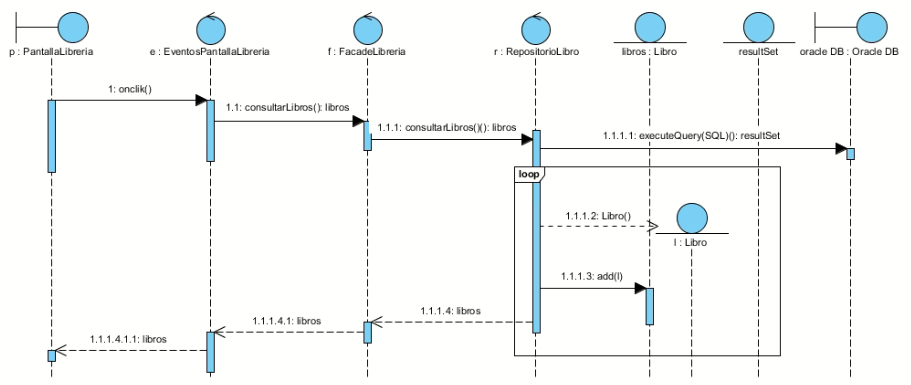 p : PantallaLibreria
e : EventosPantallaLibreria
f : FacadeLibreria
r : RepositorioLibro
libros : Libro
resultSet
oracle DB : Oracle DB
1: onclik()
1.1: consultarLibros(): libros
1.1.1: consultarLibros()(): libros
1.1.1.1: executeQuery(SQL)(): resultSet
loop
1.1.1.2: Libro()
l : Libro
1.1.1.3: add(l)
1.1.1.4: libros
1.1.1.4.1: libros
1.1.1.4.1.1: libros